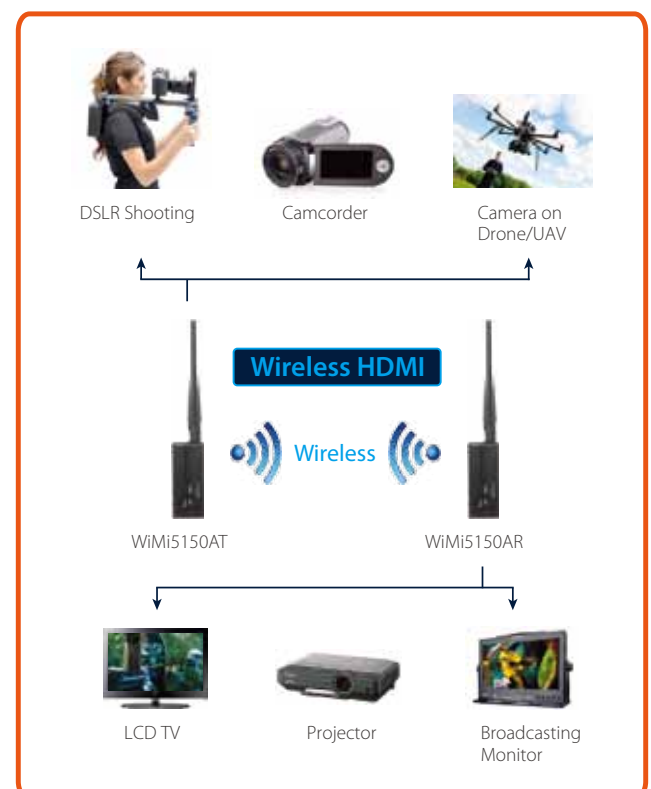 DSLR Shooting
Camcorder
Camera on
Drone/UAV
Wireless HDMI
Wireless
WiMi5150AT
WiMi5150AR
LCD TV
Projector
Broadcasting
Monitor